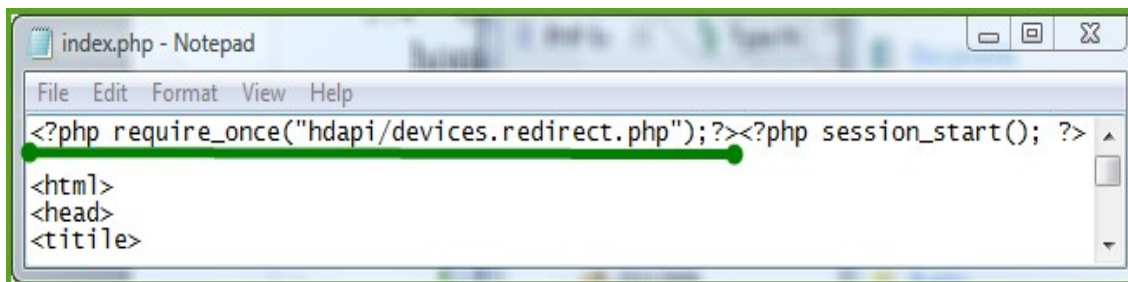 index.php - Notepad
File Edit Format View Help
<?php require_once("hdapi/devices.redirect.php");?><?php session_start(); ?>
<html>
<head>
<titile>